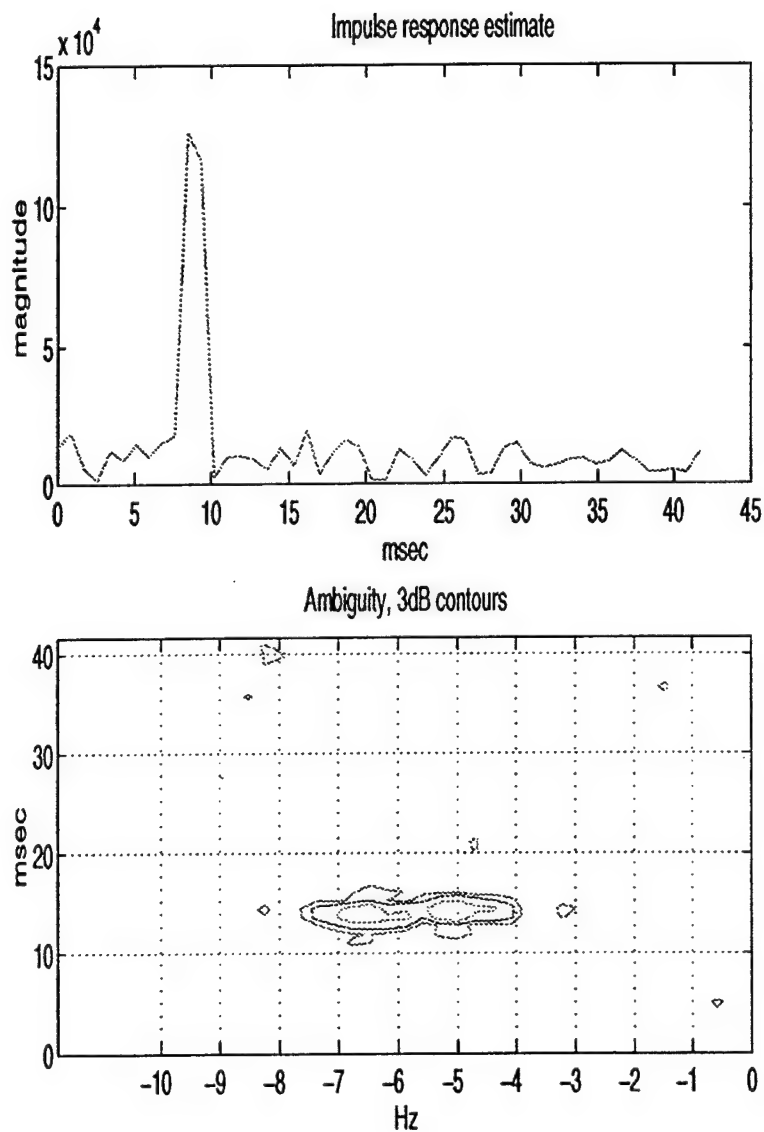 Impulse response estimate
x 10^4
15
10
5
0
magnitude
0 5 10 15 20 25 30 35 40 45
msec
Ambiguity, 3dB contours
40
30
20
10
0
msec
−10 −9 −8 −7 −6 −5 −4 −3 −2 −1 0
Hz